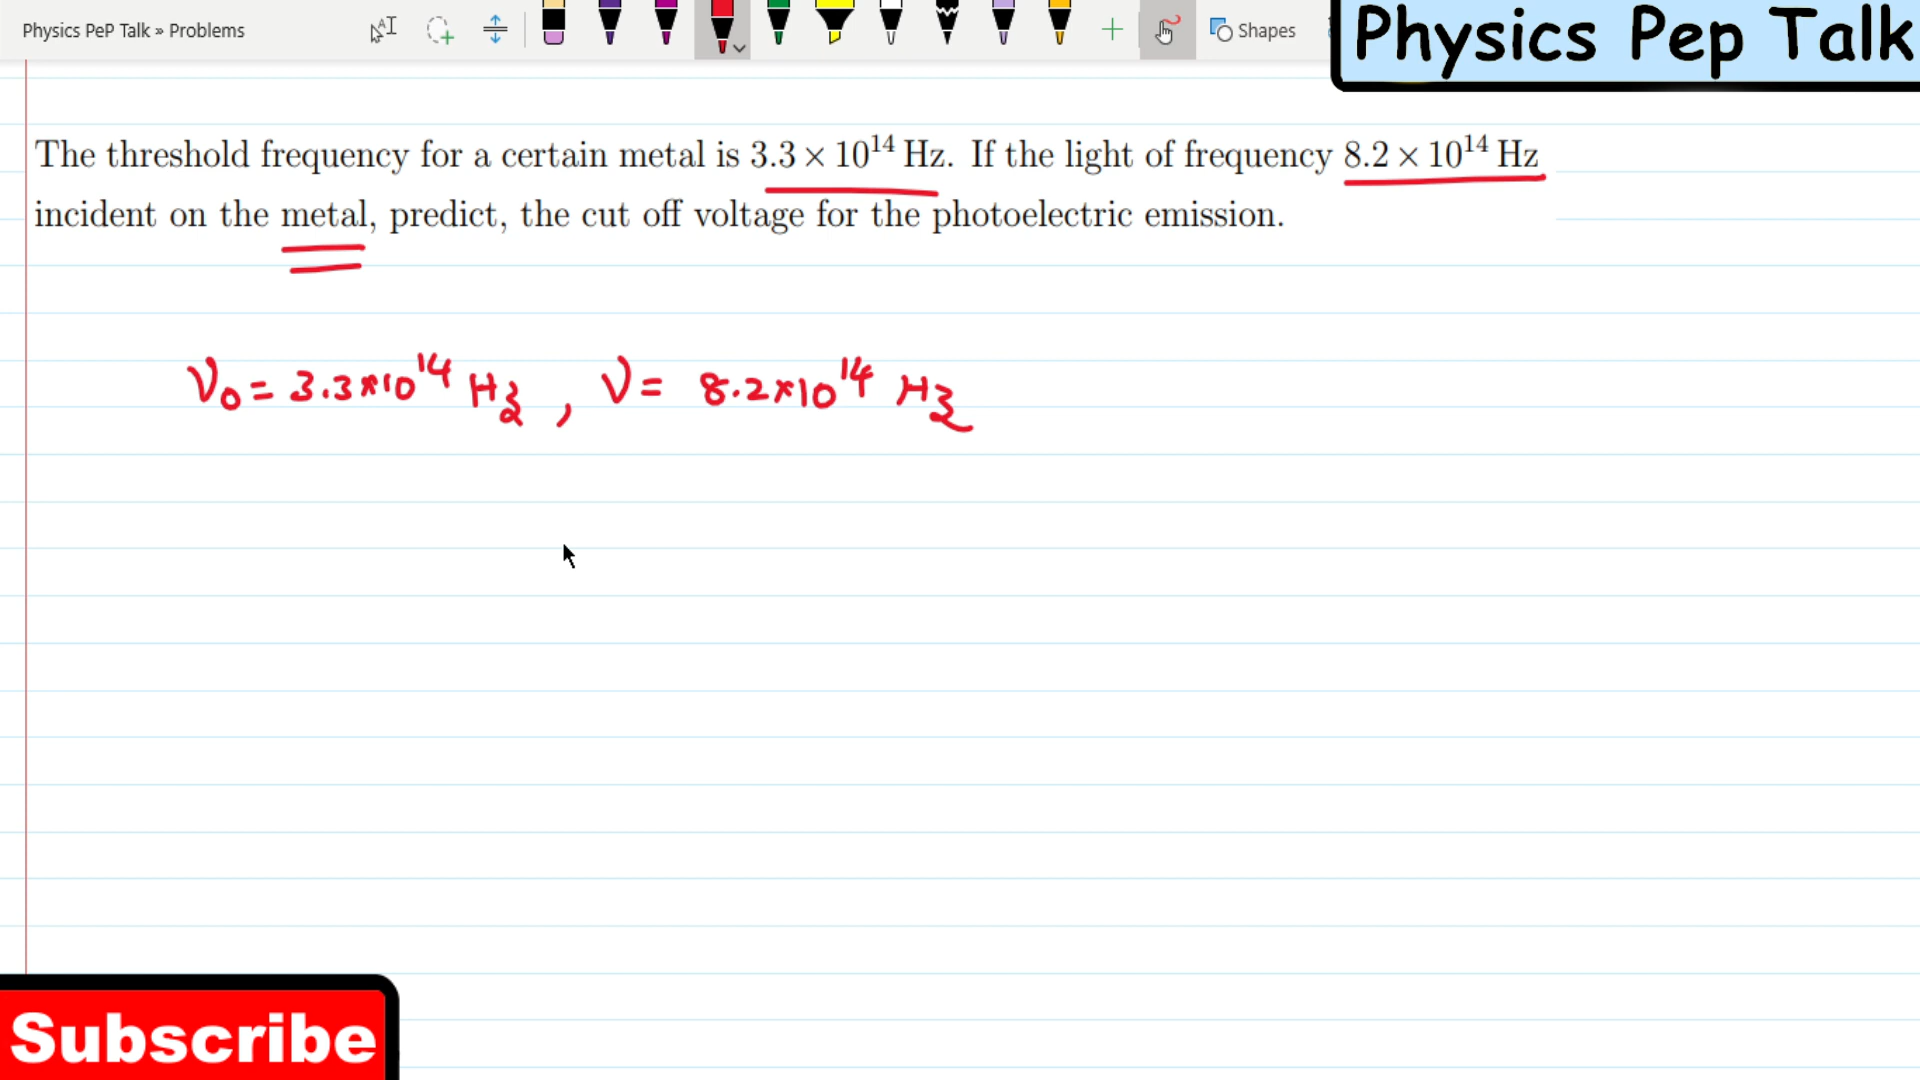 Physics PeP Talk » Problems
Shapes
Physics Pep Talk
The threshold frequency for a certain metal is 3.3 × 10¹⁴ Hz. If the light of frequency 8.2 × 10¹⁴ Hz
incident on the metal, predict, the cut off voltage for the photoelectric emission.
ν₀ = 3.3×10¹⁴ Hz , ν = 8.2×10¹⁴ Hz
Subscribe